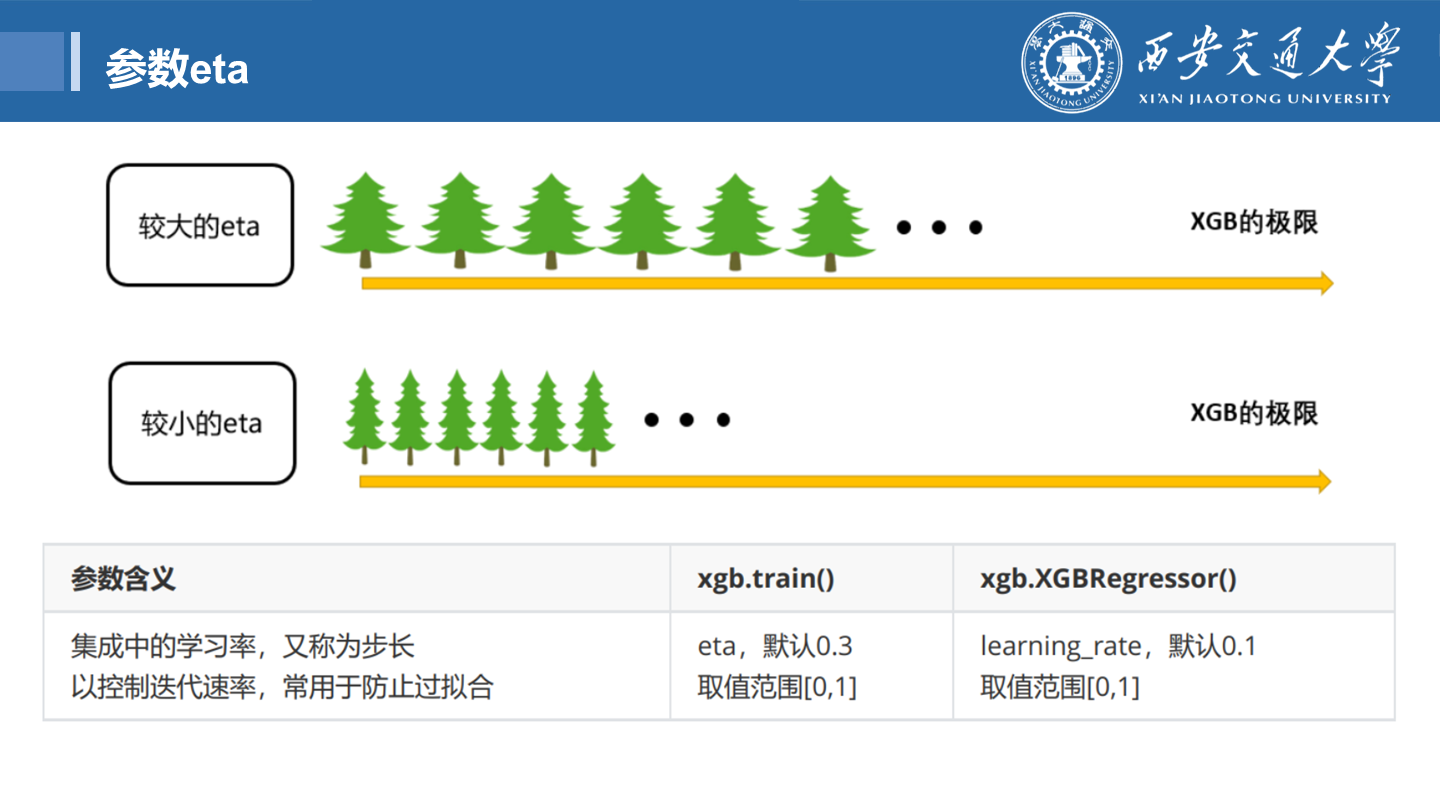 参数eta
西安交通大學
XI'AN JIAOTONG UNIVERSITY
XI'AN JIAOTONG UNIVERSITY
1896
较大的eta
XGB的极限
较小的eta
XGB的极限
参数含义
xgb.train()
xgb.XGBRegressor()
集成中的学习率，又称为步长
以控制迭代速率，常用于防止过拟合
eta，默认0.3
取值范围[0,1]
learning_rate，默认0.1
取值范围[0,1]